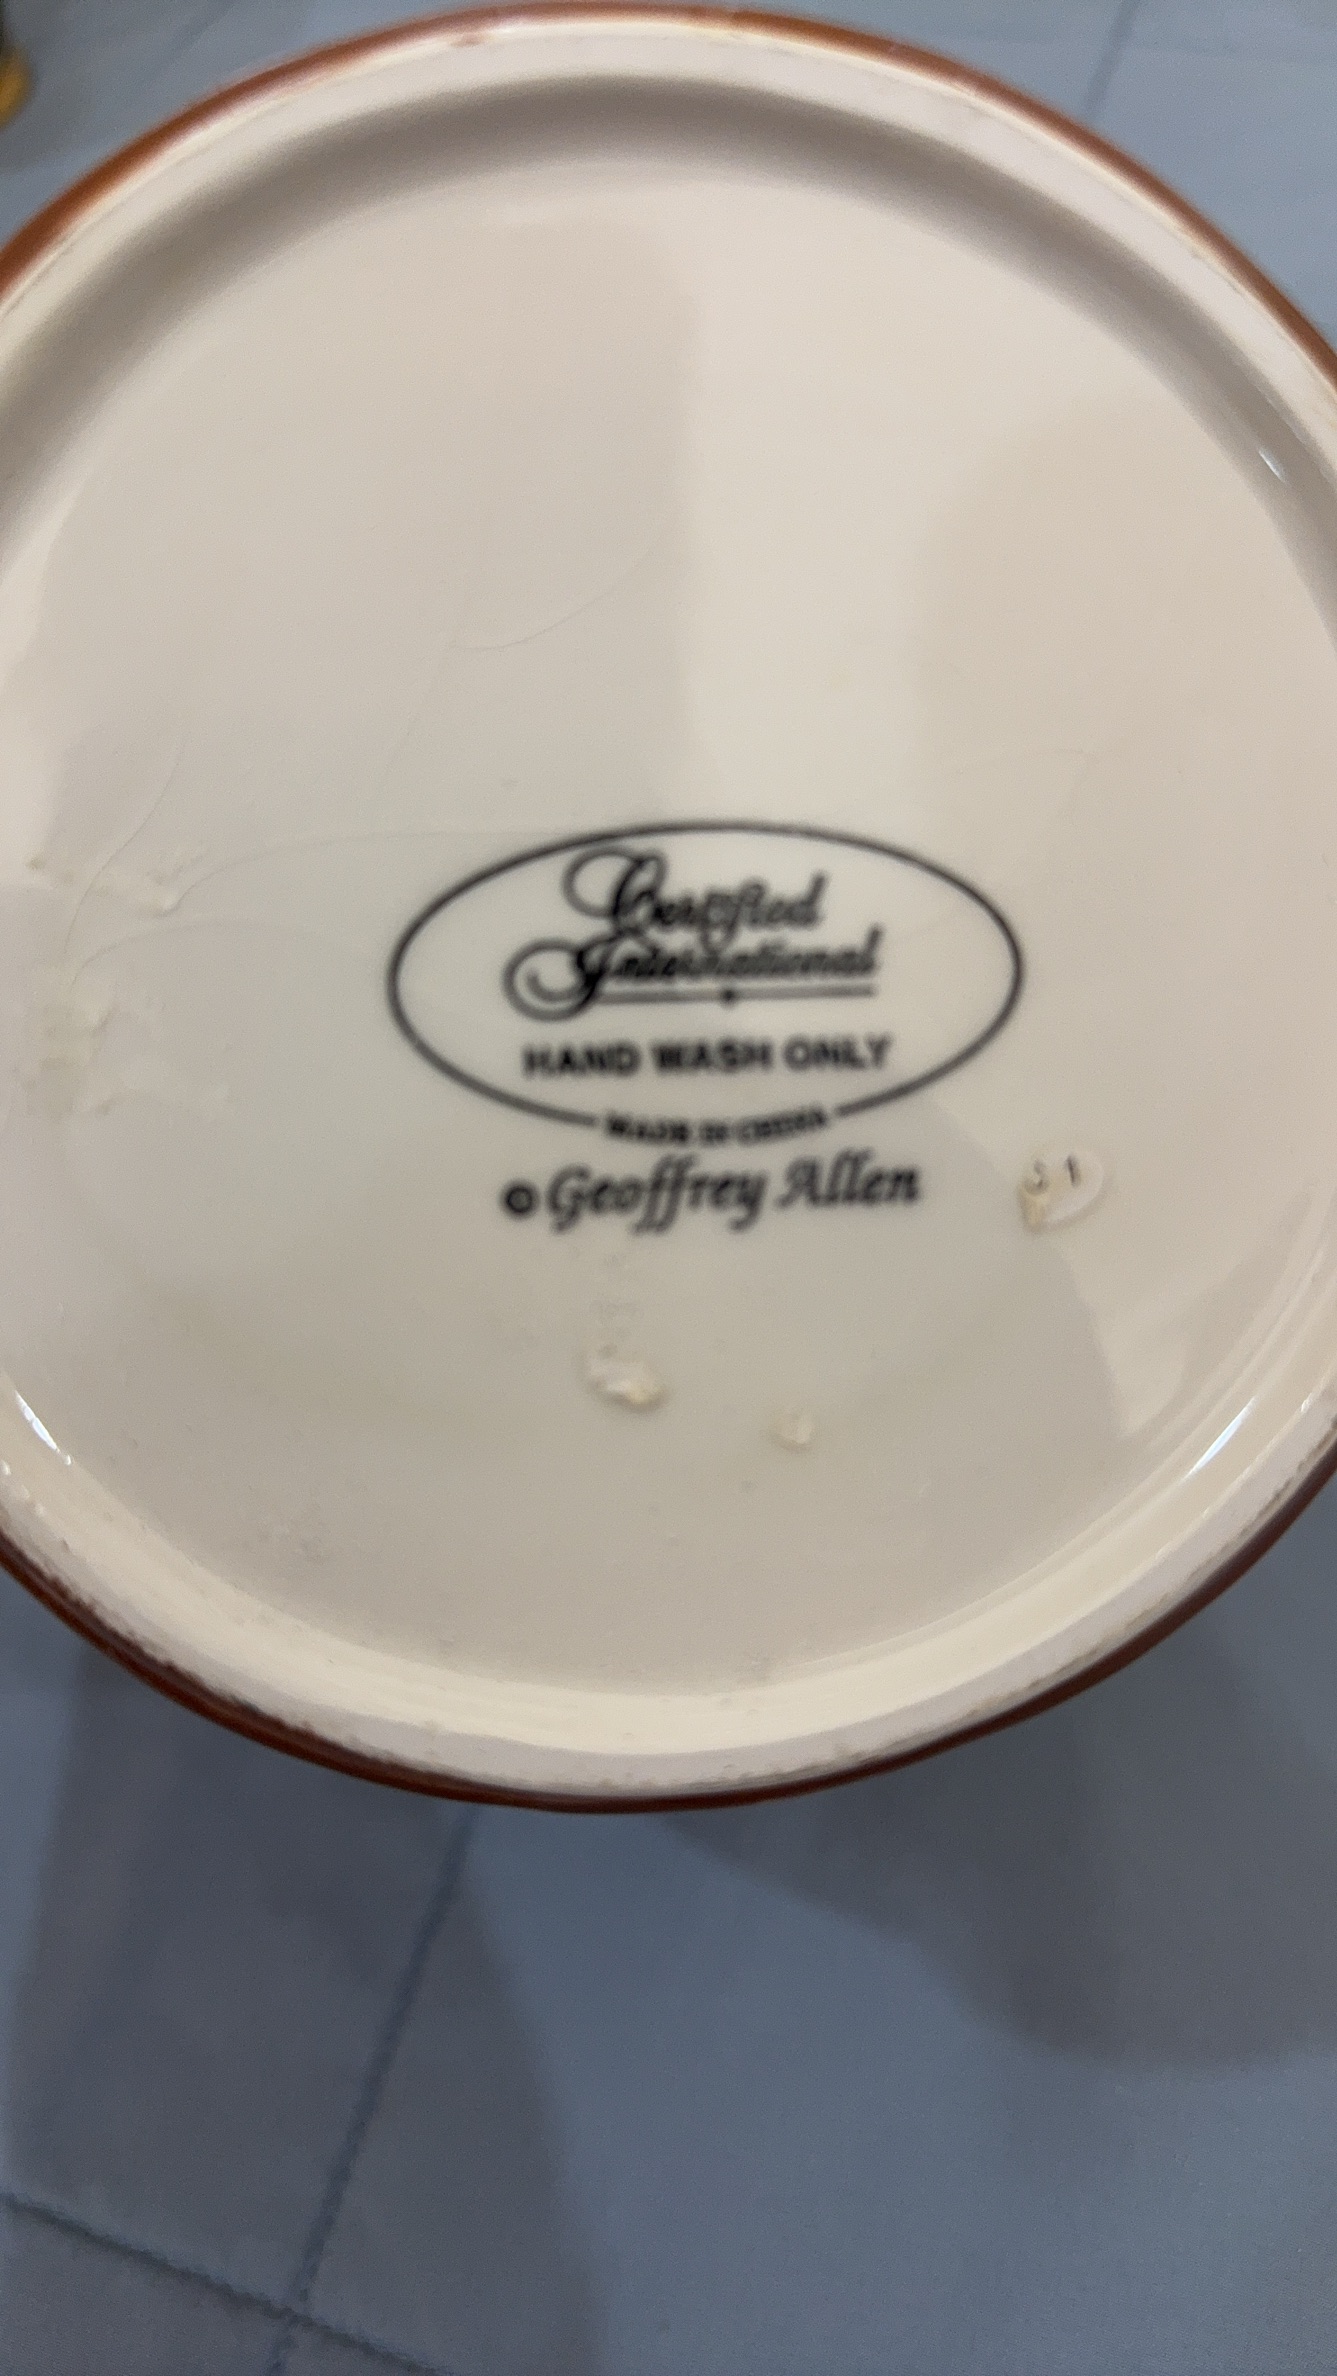 Certified
International
HAND WASH ONLY
MADE IN CHINA
© Geoffrey Allen